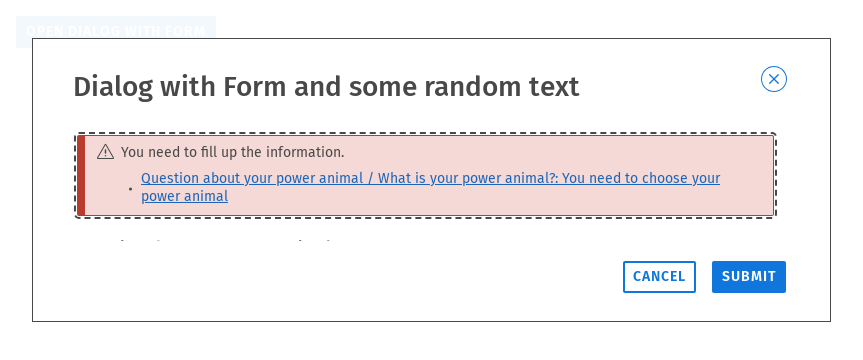 OPEN DIALOG WITH FORM
Dialog with Form and some random text
You need to fill up the information.
• Question about your power animal / What is your power animal?: You need to choose your
power animal
CANCEL
SUBMIT